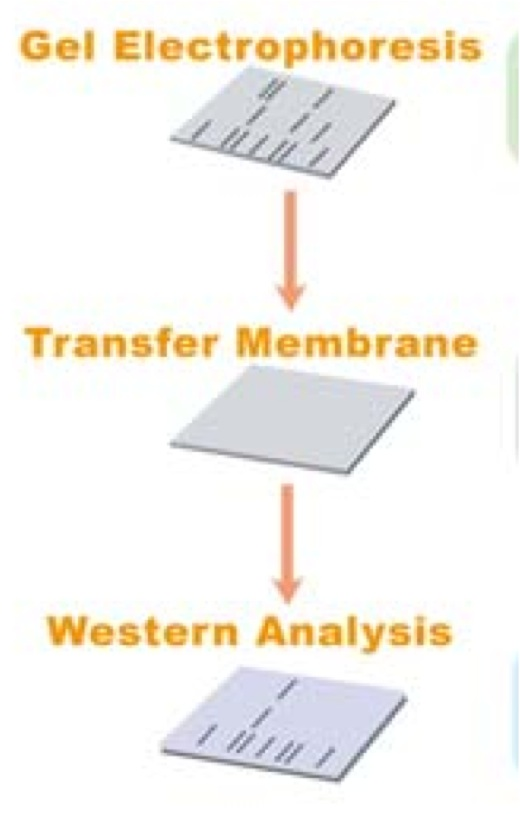 Gel Electrophoresis
Transfer Membrane
Western Analysis